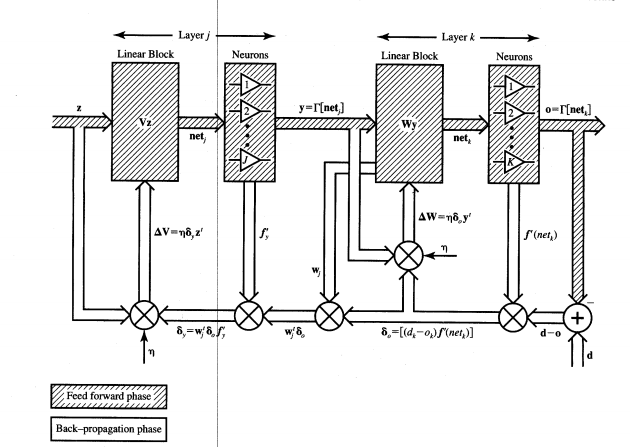 Layer j
Layer k
Linear Block
Neurons
Linear Block
Neurons
z
Vz
net_j
1
2
J
y=Γ[net_j]
Wy
net_k
1
2
K
o=Γ[net_k]
ΔV=ηδ_y z^t
f'_y
w_j
ΔW=ηδ_o y^t
η
f'(net_k)
−
+
δ_y=w_j^t δ_o f'_y
w_j^t δ_o
δ_o=[(d_k−o_k)f'(net_k)]
d−o
d
η
Feed forward phase
Back–propagation phase